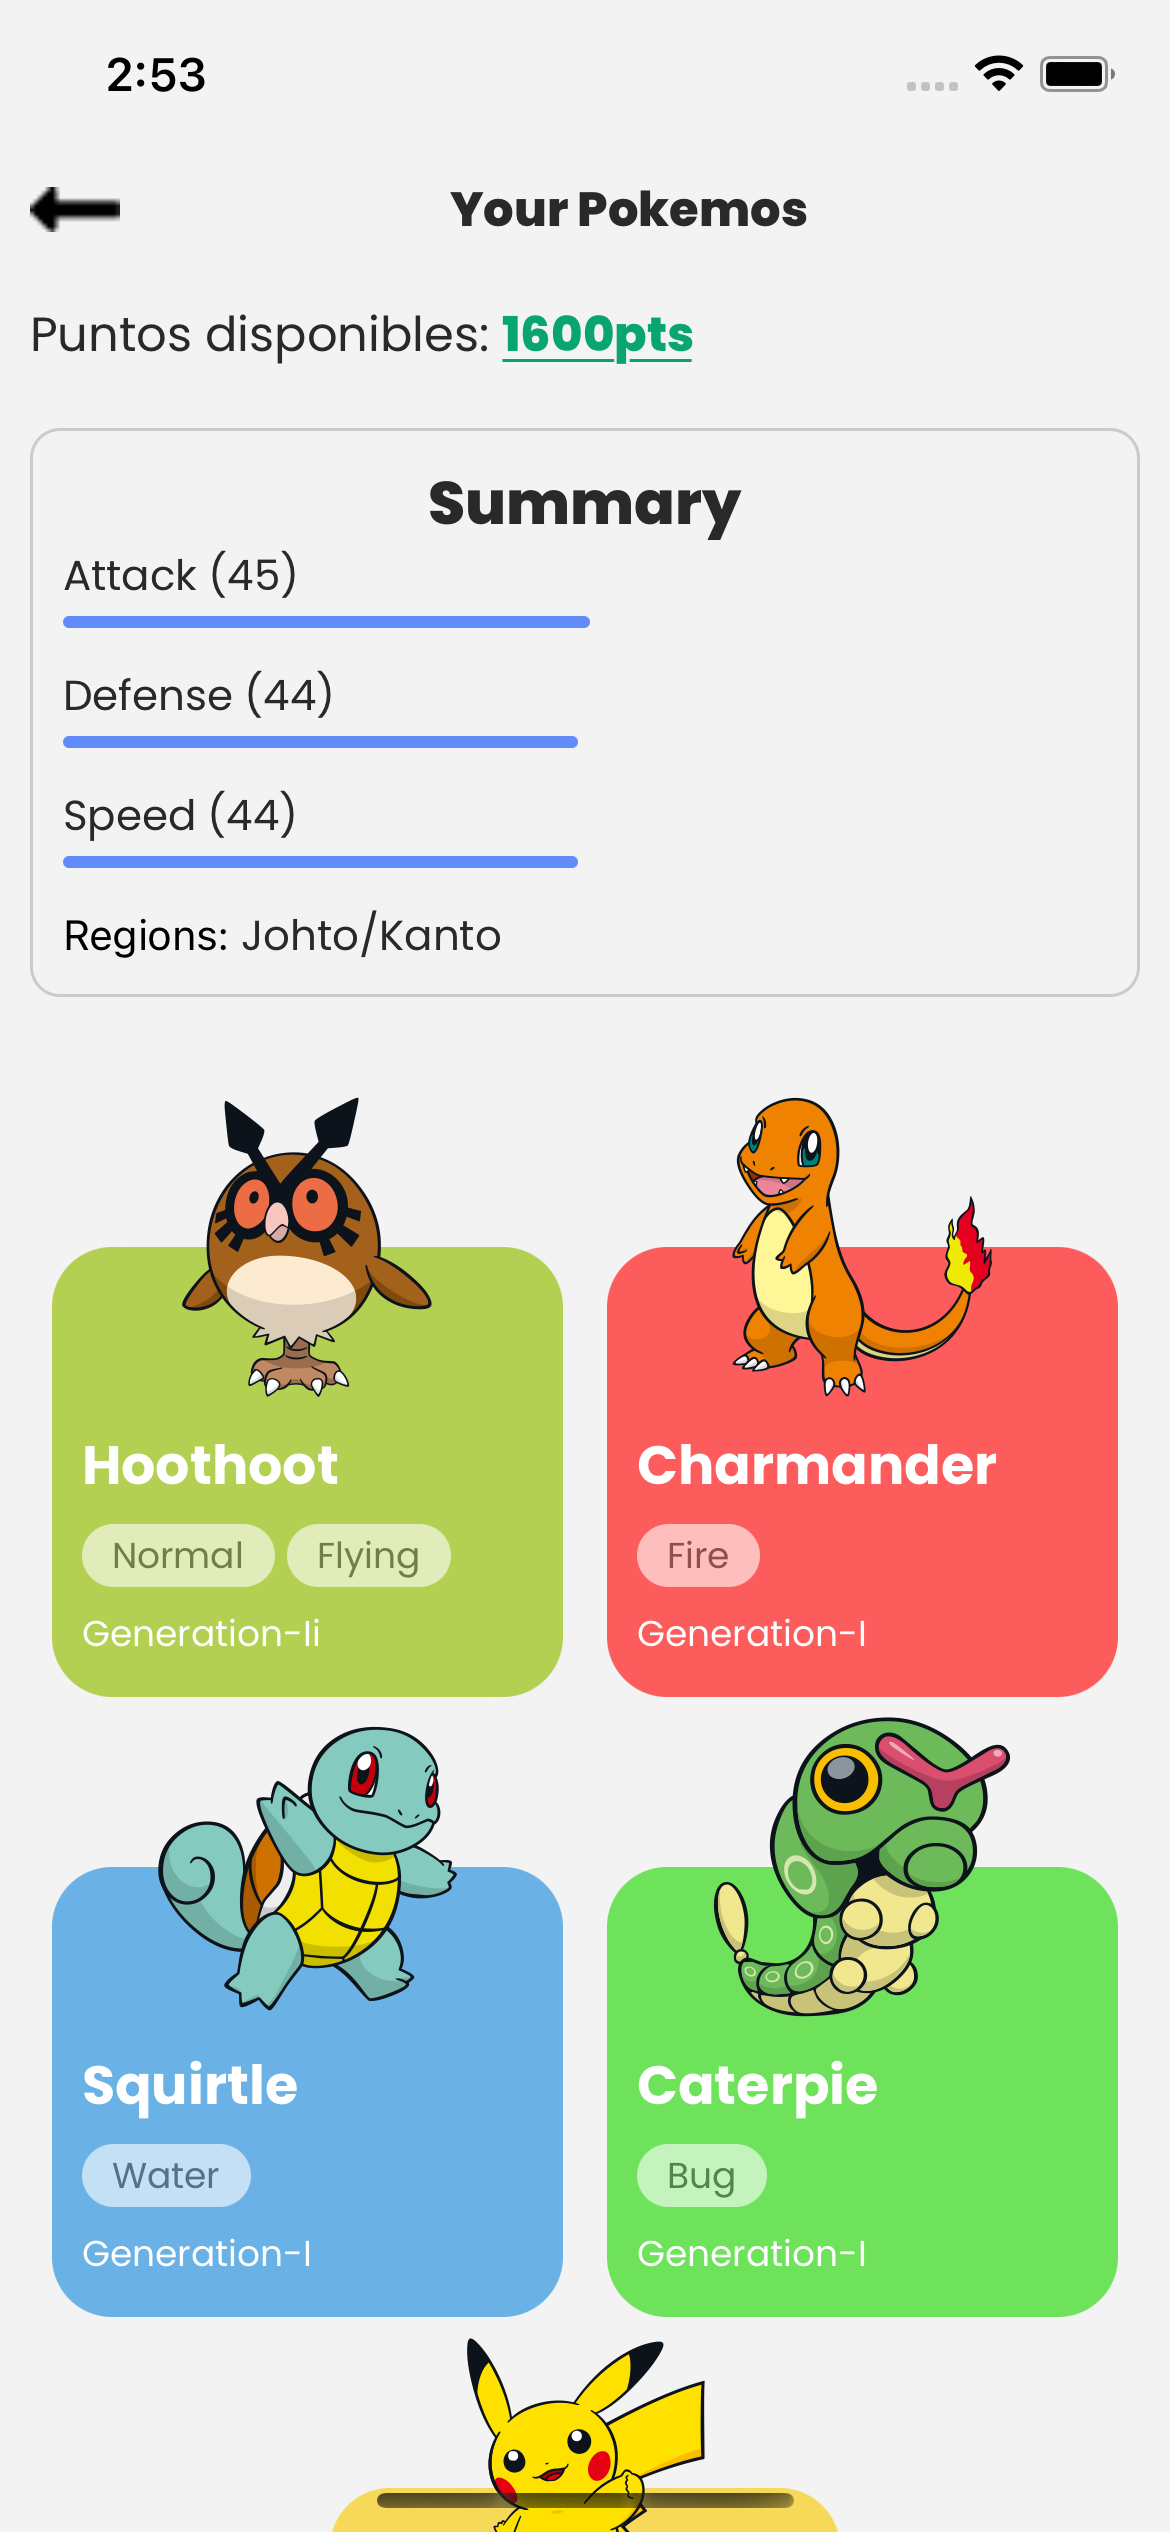 2:53
Your Pokemos
Puntos disponibles: 1600pts
Summary
Attack (45)
Defense (44)
Speed (44)
Regions: Johto/Kanto
Hoothoot
Normal Flying
Generation-Ii
Charmander
Fire
Generation-I
Squirtle
Water
Generation-I
Caterpie
Bug
Generation-I